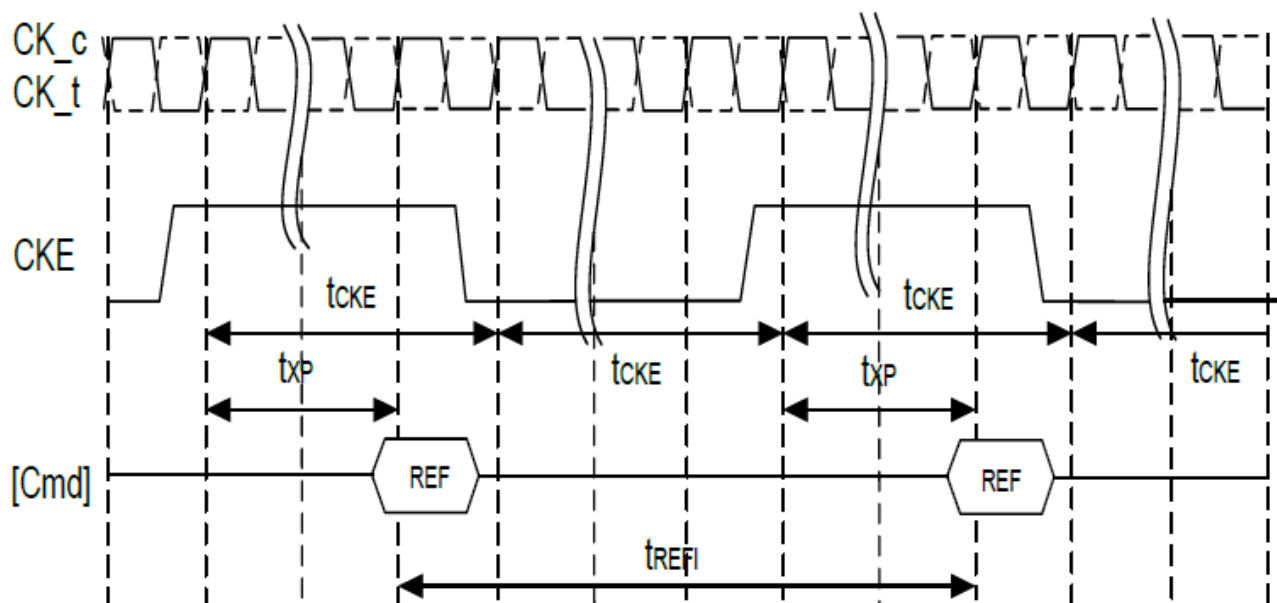 CK_c
CK_t
CKE
tCKE
tCKE
tXP
tCKE
tXP
tCKE
[Cmd]
REF
REF
tREFI